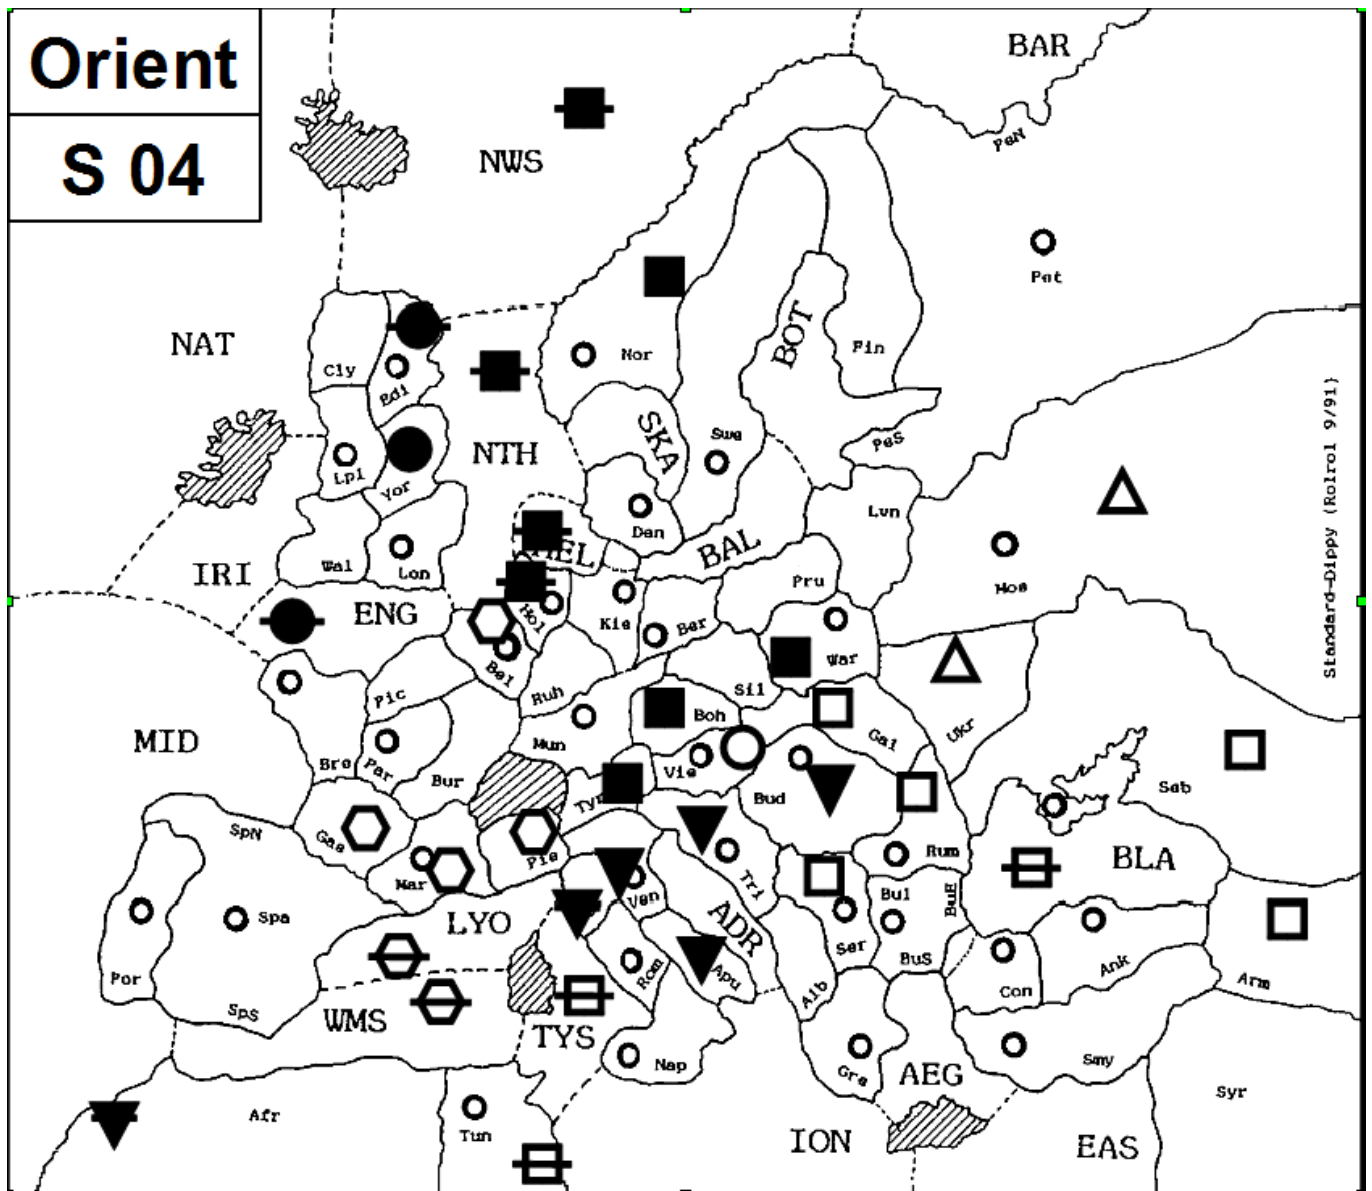 Orient
S 04
BAR
PeN
NWS
Pet
NAT
Cly
Edi
Nor
BOT
Fin
SKA
Swe
PeS
NTH
Lpl
Yor
Den
Lvn
HEL
BAL
IRI
Wal
Lon
ENG
Hol
Kie
Ber
Pru
Mos
Standard-Dippy (Rolrol 9/91)
Bel
Ruh
War
Sil
Pic
MID
Bre
Par
Bur
Mun
Boh
Gal
Ukr
Vie
Tyr
Bud
Seb
SpN
Gas
Mar
Pie
Rum
BLA
Ven
Tri
Bul
BuE
Spa
LYO
ADR
Ser
BuS
Por
Rom
Apu
Alb
Con
Ank
Arm
SpS
WMS
TYS
Nap
Gre
AEG
Smy
Syr
Afr
Tun
ION
EAS